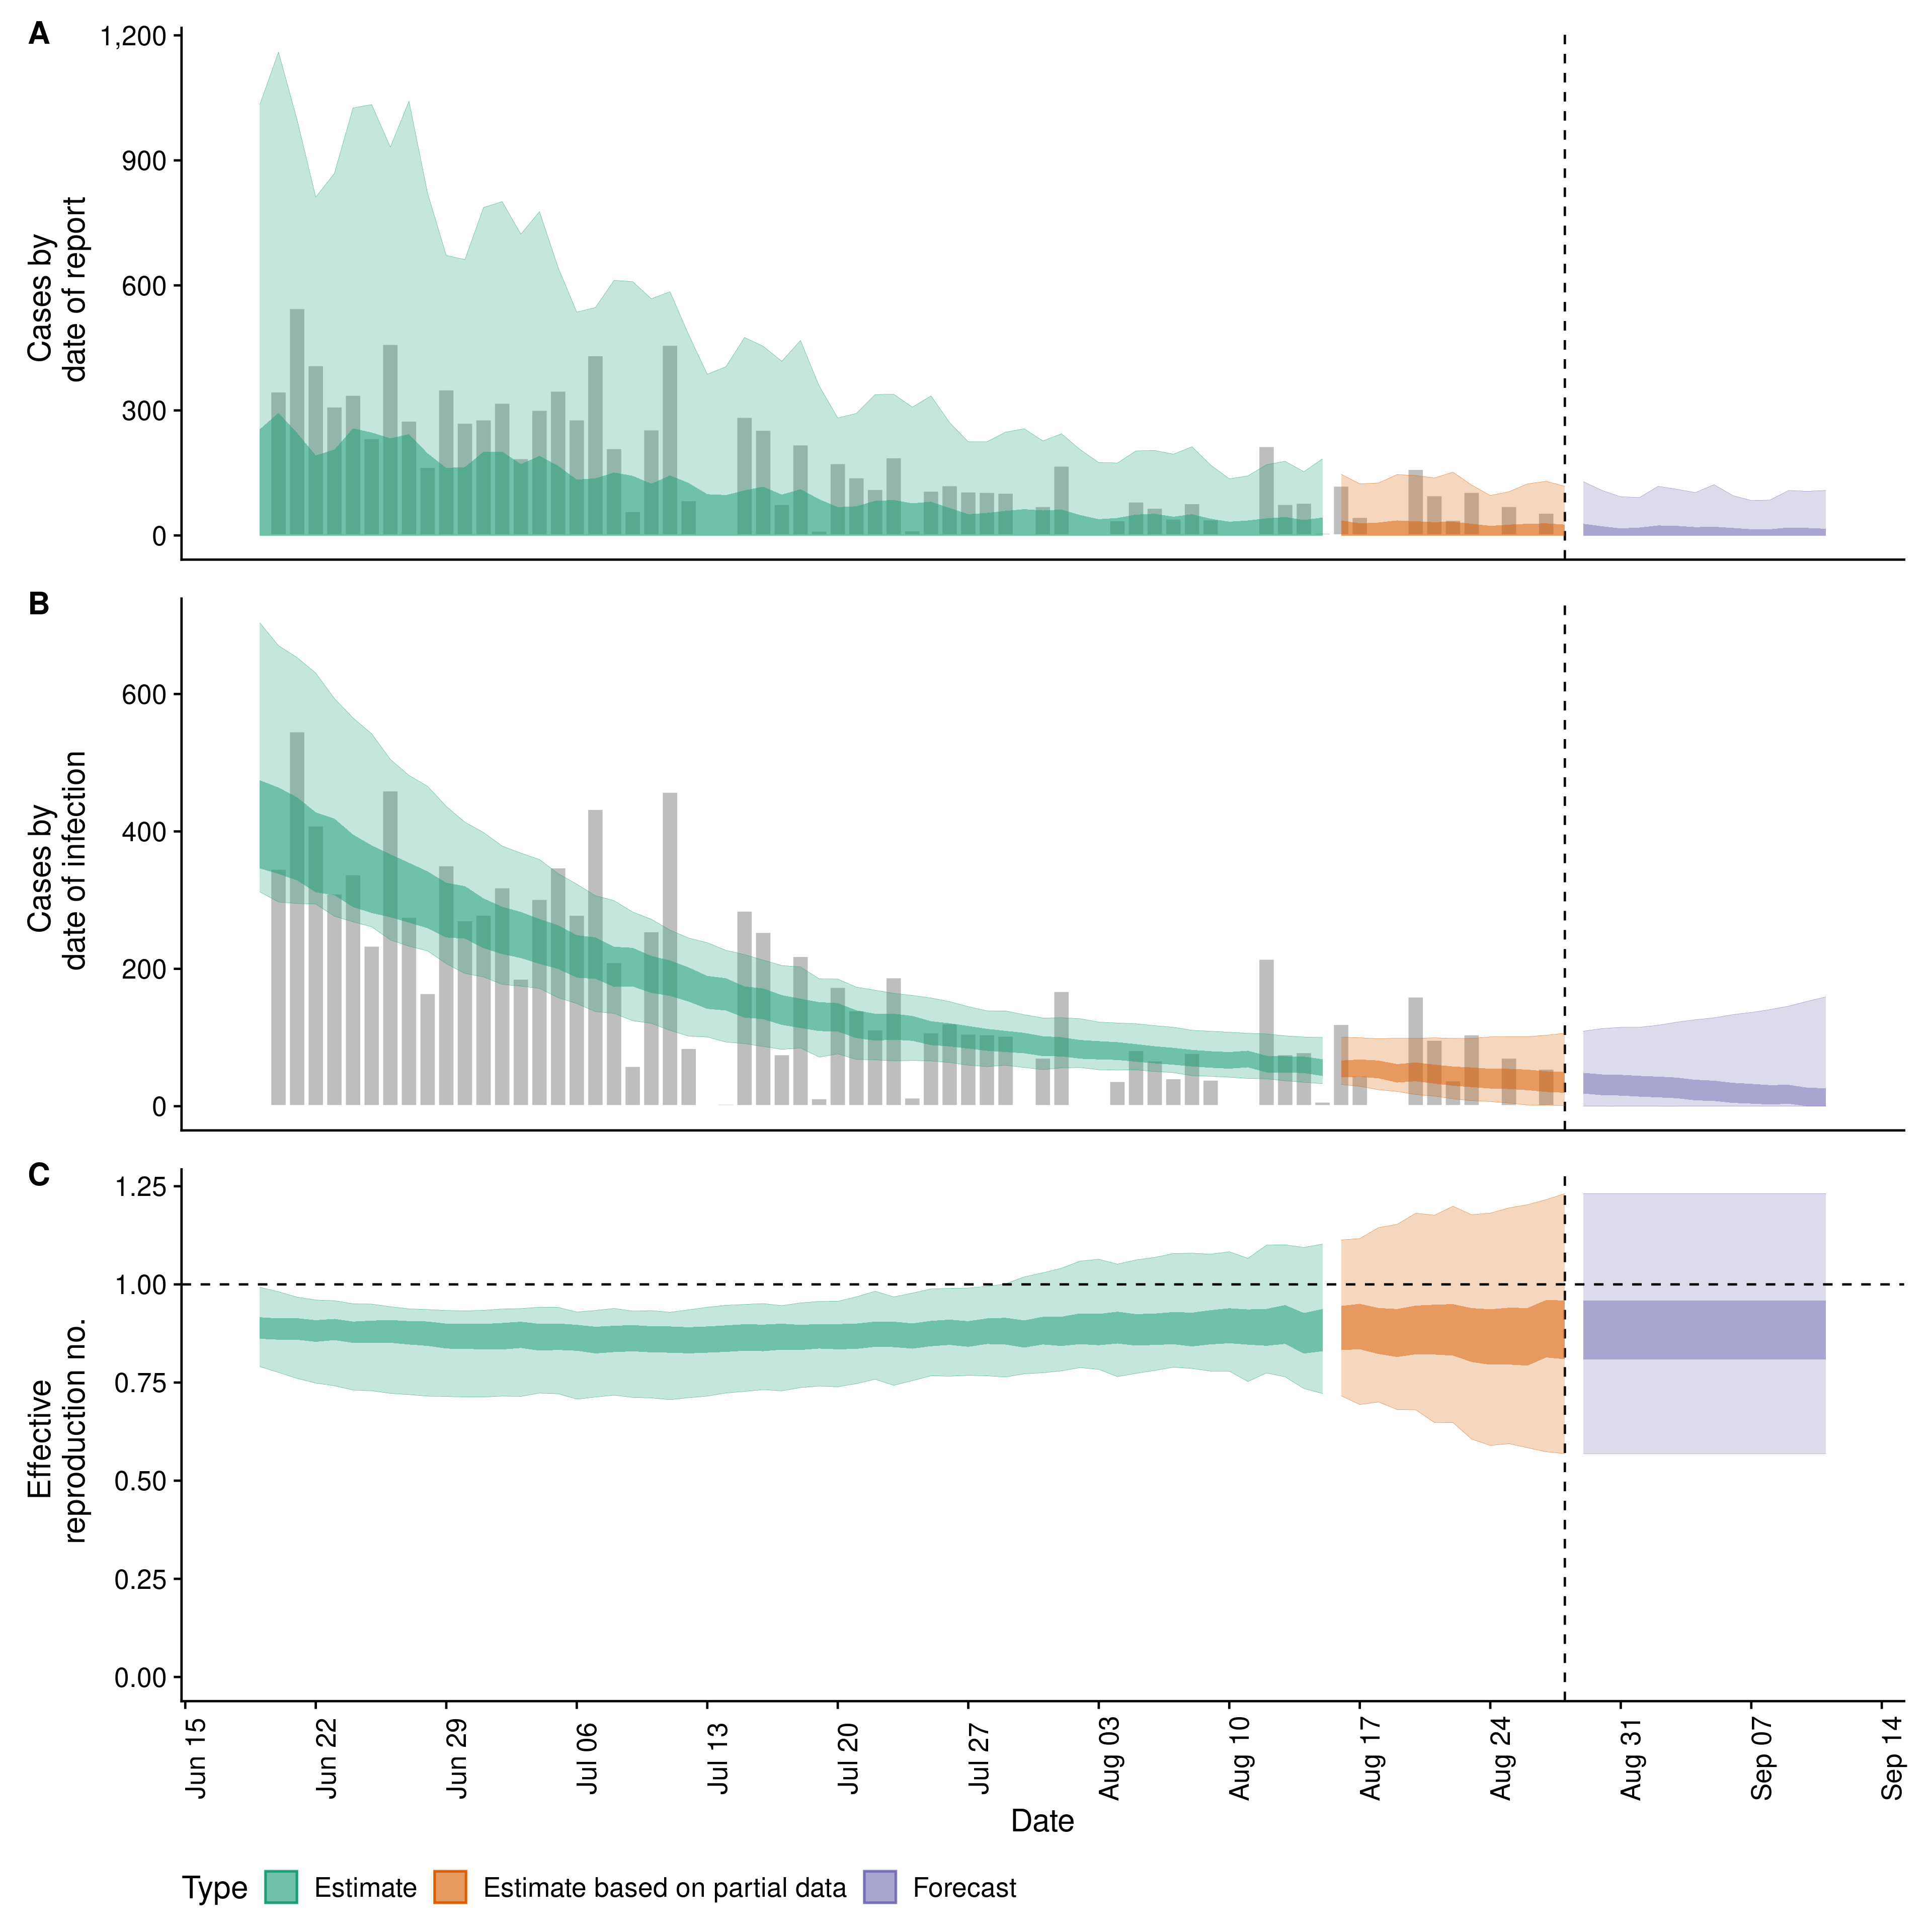 A
1,200
900
600
300
0
Cases by
date of report
B
600
400
200
0
Cases by
date of infection
C
1.25
1.00
0.75
0.50
0.25
0.00
Effective
reproduction no.
Jun 15
Jun 22
Jun 29
Jul 06
Jul 13
Jul 20
Jul 27
Aug 03
Aug 10
Aug 17
Aug 24
Aug 31
Sep 07
Sep 14
Date
Type Estimate Estimate based on partial data Forecast